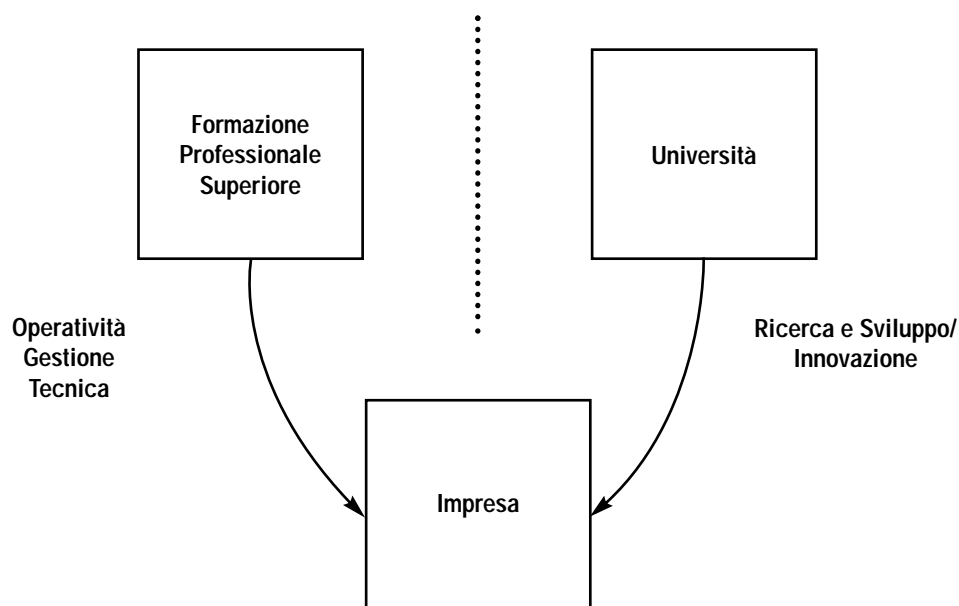 Formazione
Professionale
Superiore
Università
Operatività
Gestione
Tecnica
Ricerca e Sviluppo/
Innovazione
Impresa